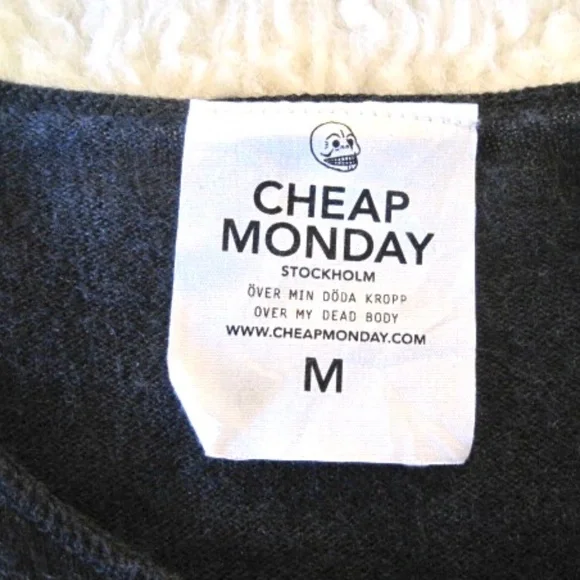 CHEAP
MONDAY
STOCKHOLM
ÖVER MIN DÖDA KROPP
OVER MY DEAD BODY
WWW.CHEAPMONDAY.COM
M